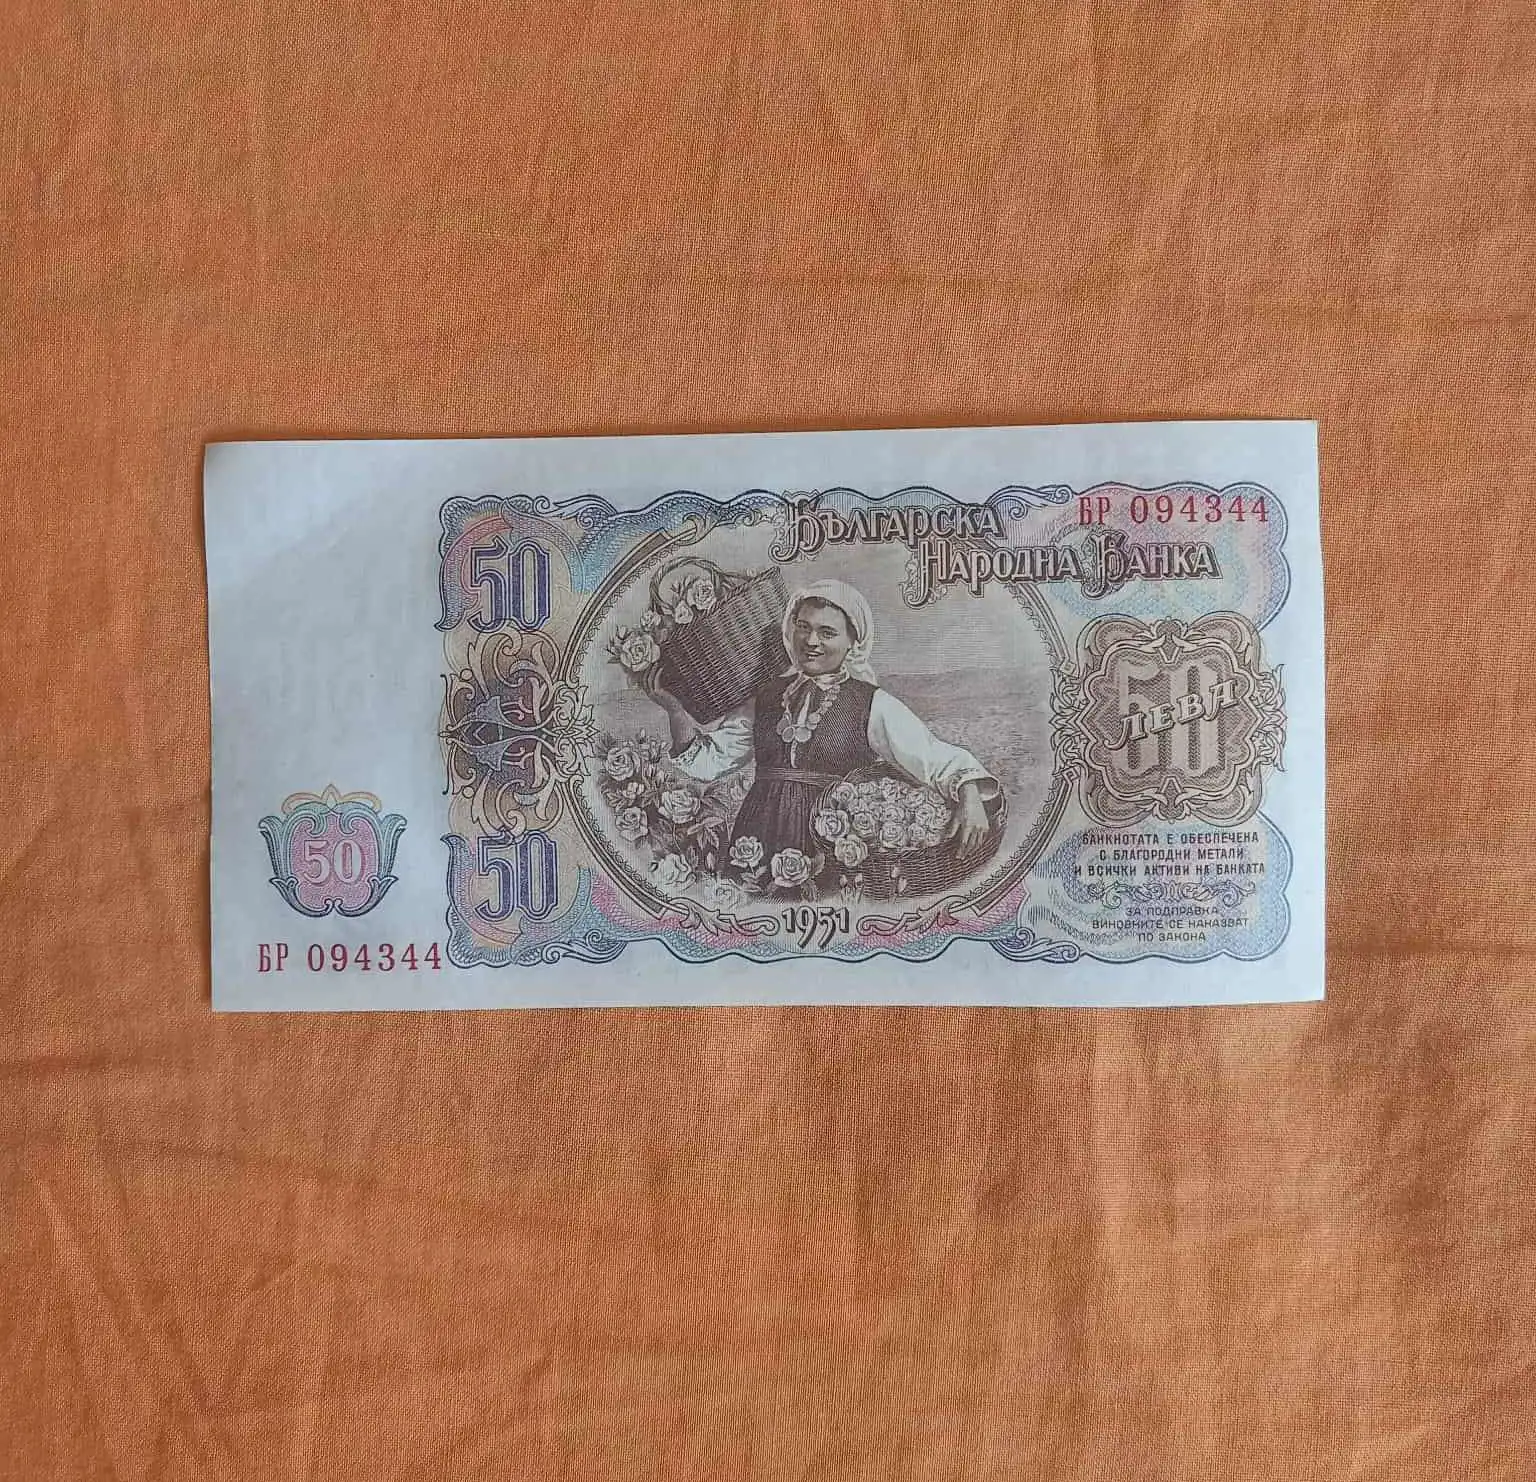 БЪЛГАРСКА
НАРОДНА БАНКА
БР 094344
50
50 ЛЕВА
50
50
БАНКНОТАТА Е ОБЕСПЕЧЕНА
С БЛАГОРОДНИ МЕТАЛИ
И ВСИЧКИ АКТИВИ НА БАНКАТА
ЗА ПОДПРАВКА
ВИНОВНИТЕ СЕ НАКАЗВАТ
ПО ЗАКОНА
1951
БР 094344